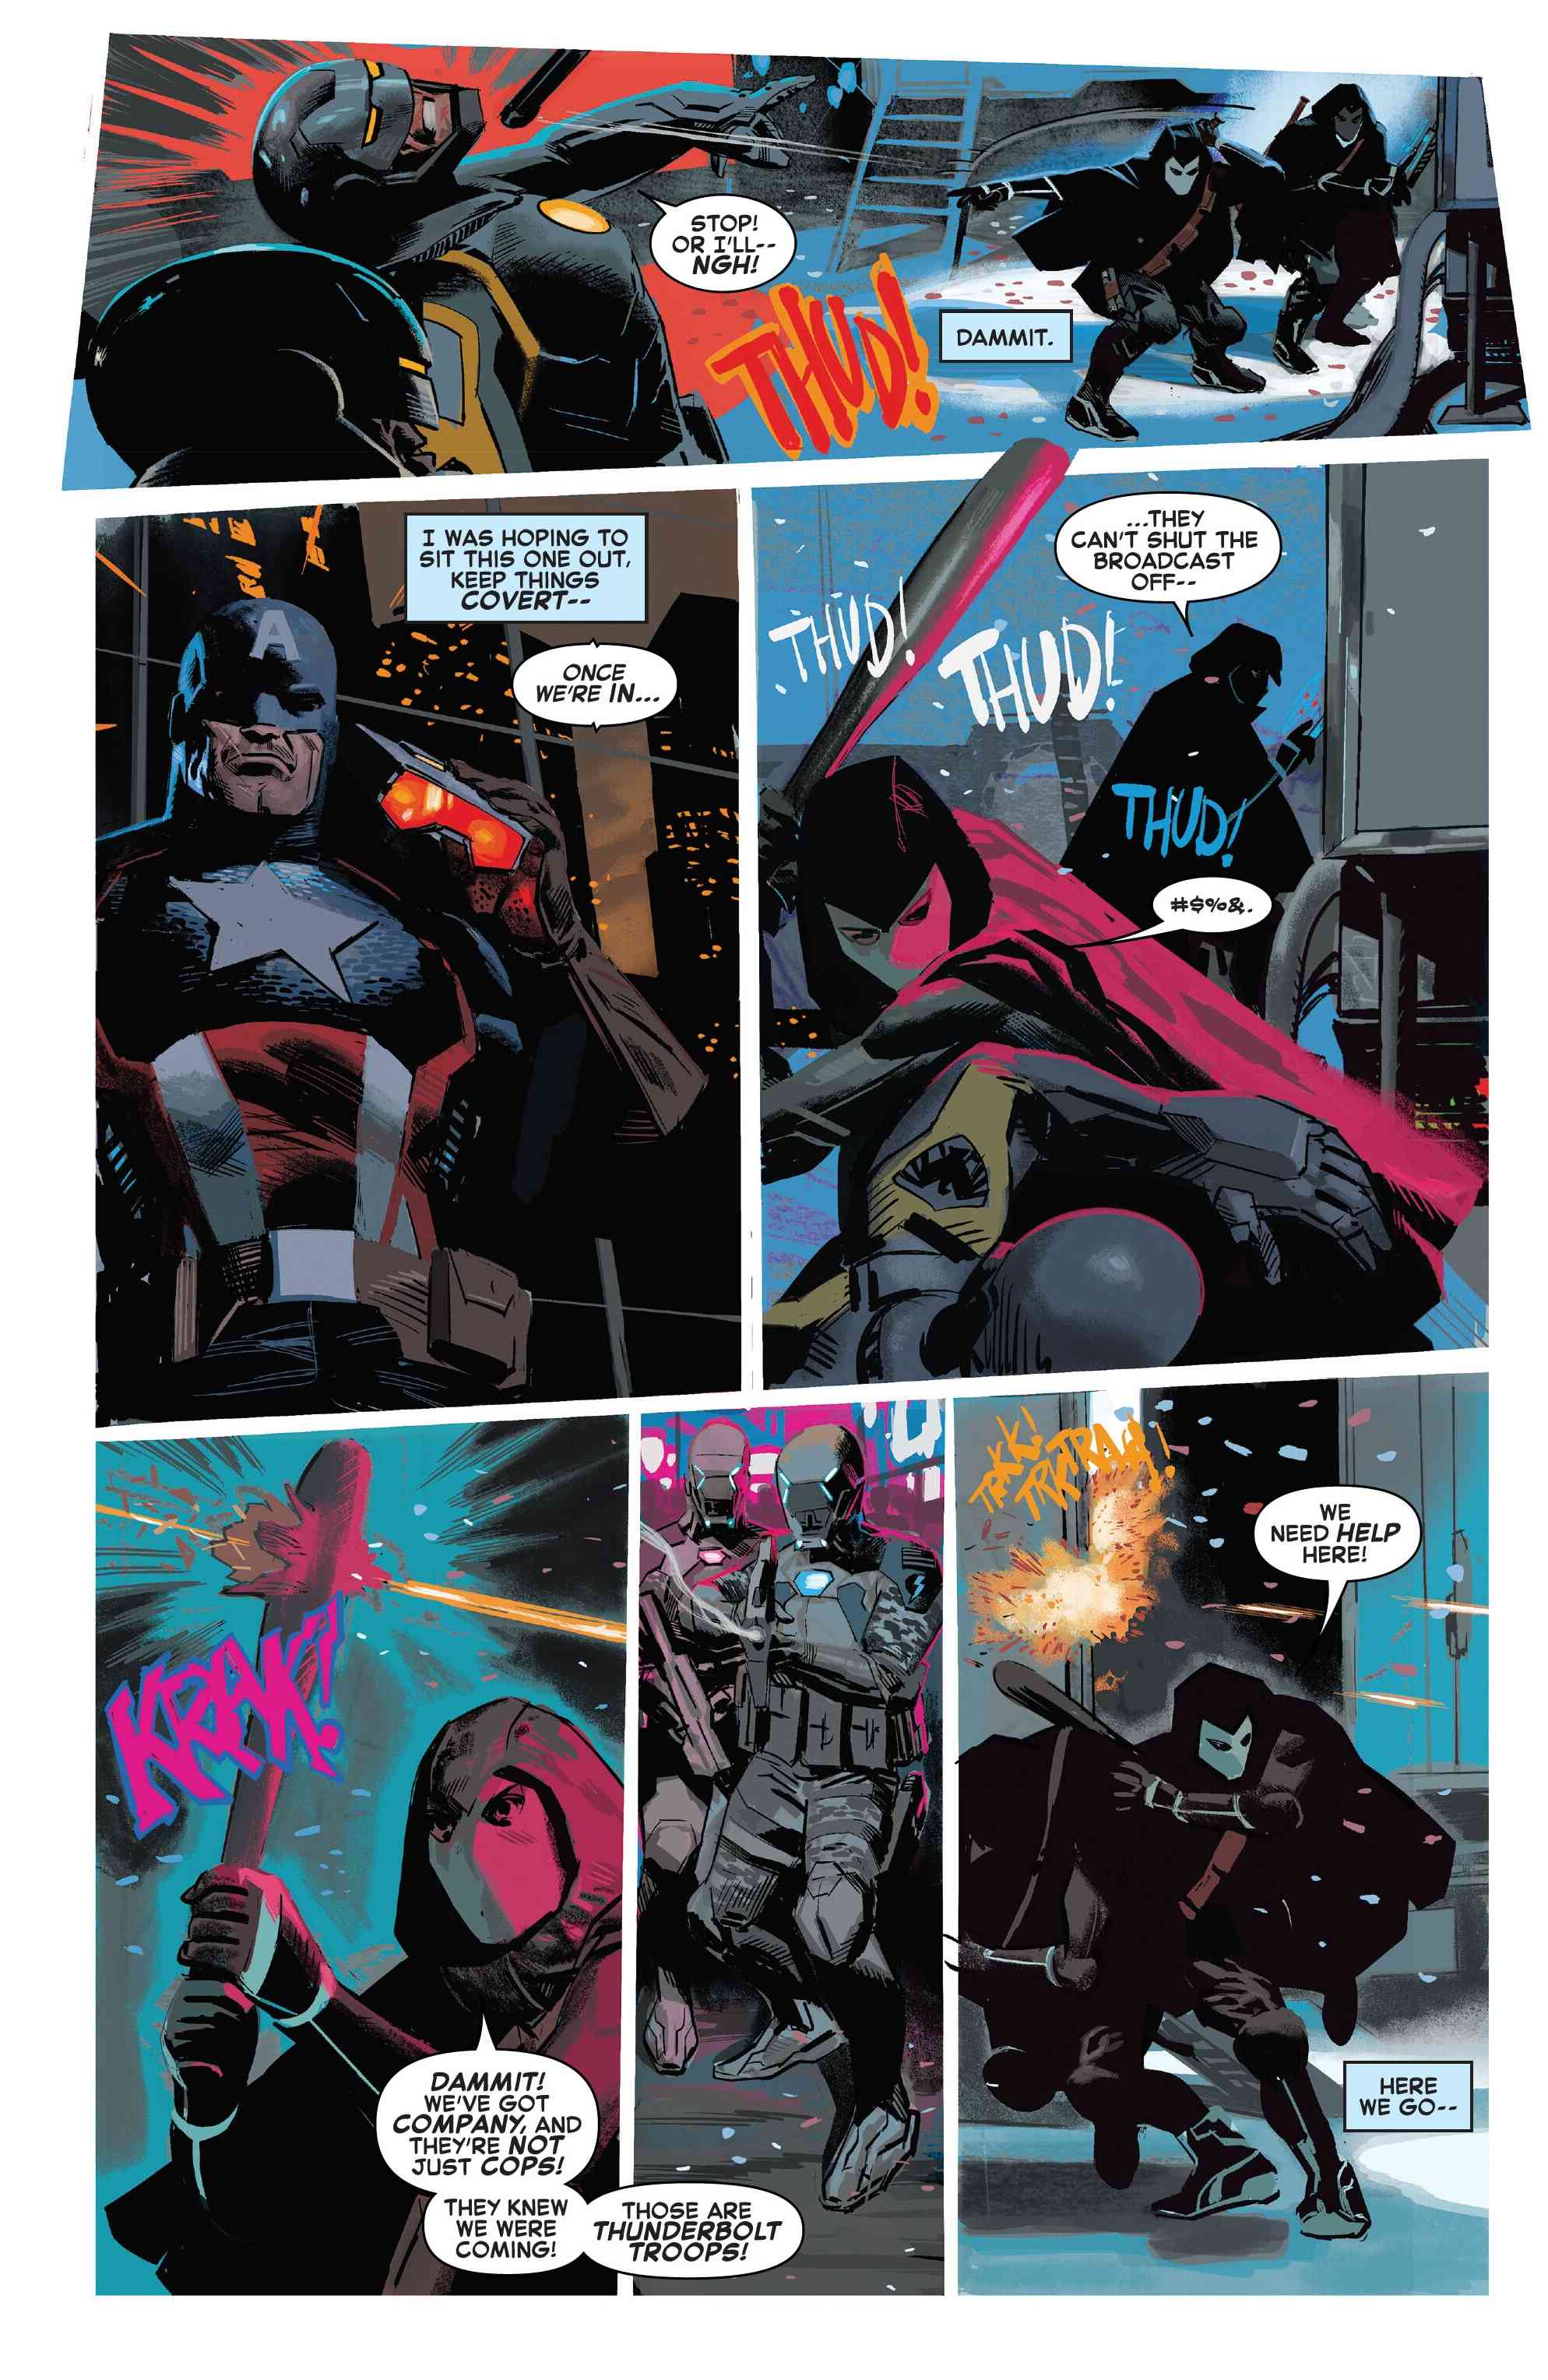 STOP!
OR I'LL--
NGH!
THUD!
DAMMIT.
I WAS HOPING TO
SIT THIS ONE OUT,
KEEP THINGS
COVERT--
A
ONCE
WE'RE IN...
...THEY
CAN'T SHUT THE
BROADCAST
OFF--
THUD!
THUD!
THUD!
#$%&.
KRAK!
DAMMIT!
WE'VE GOT
COMPANY, AND
THEY'RE NOT
JUST COPS!
THEY KNEW
WE WERE
COMING!
THOSE ARE
THUNDERBOLT
TROOPS!
WE
NEED HELP
HERE!
HERE
WE GO--